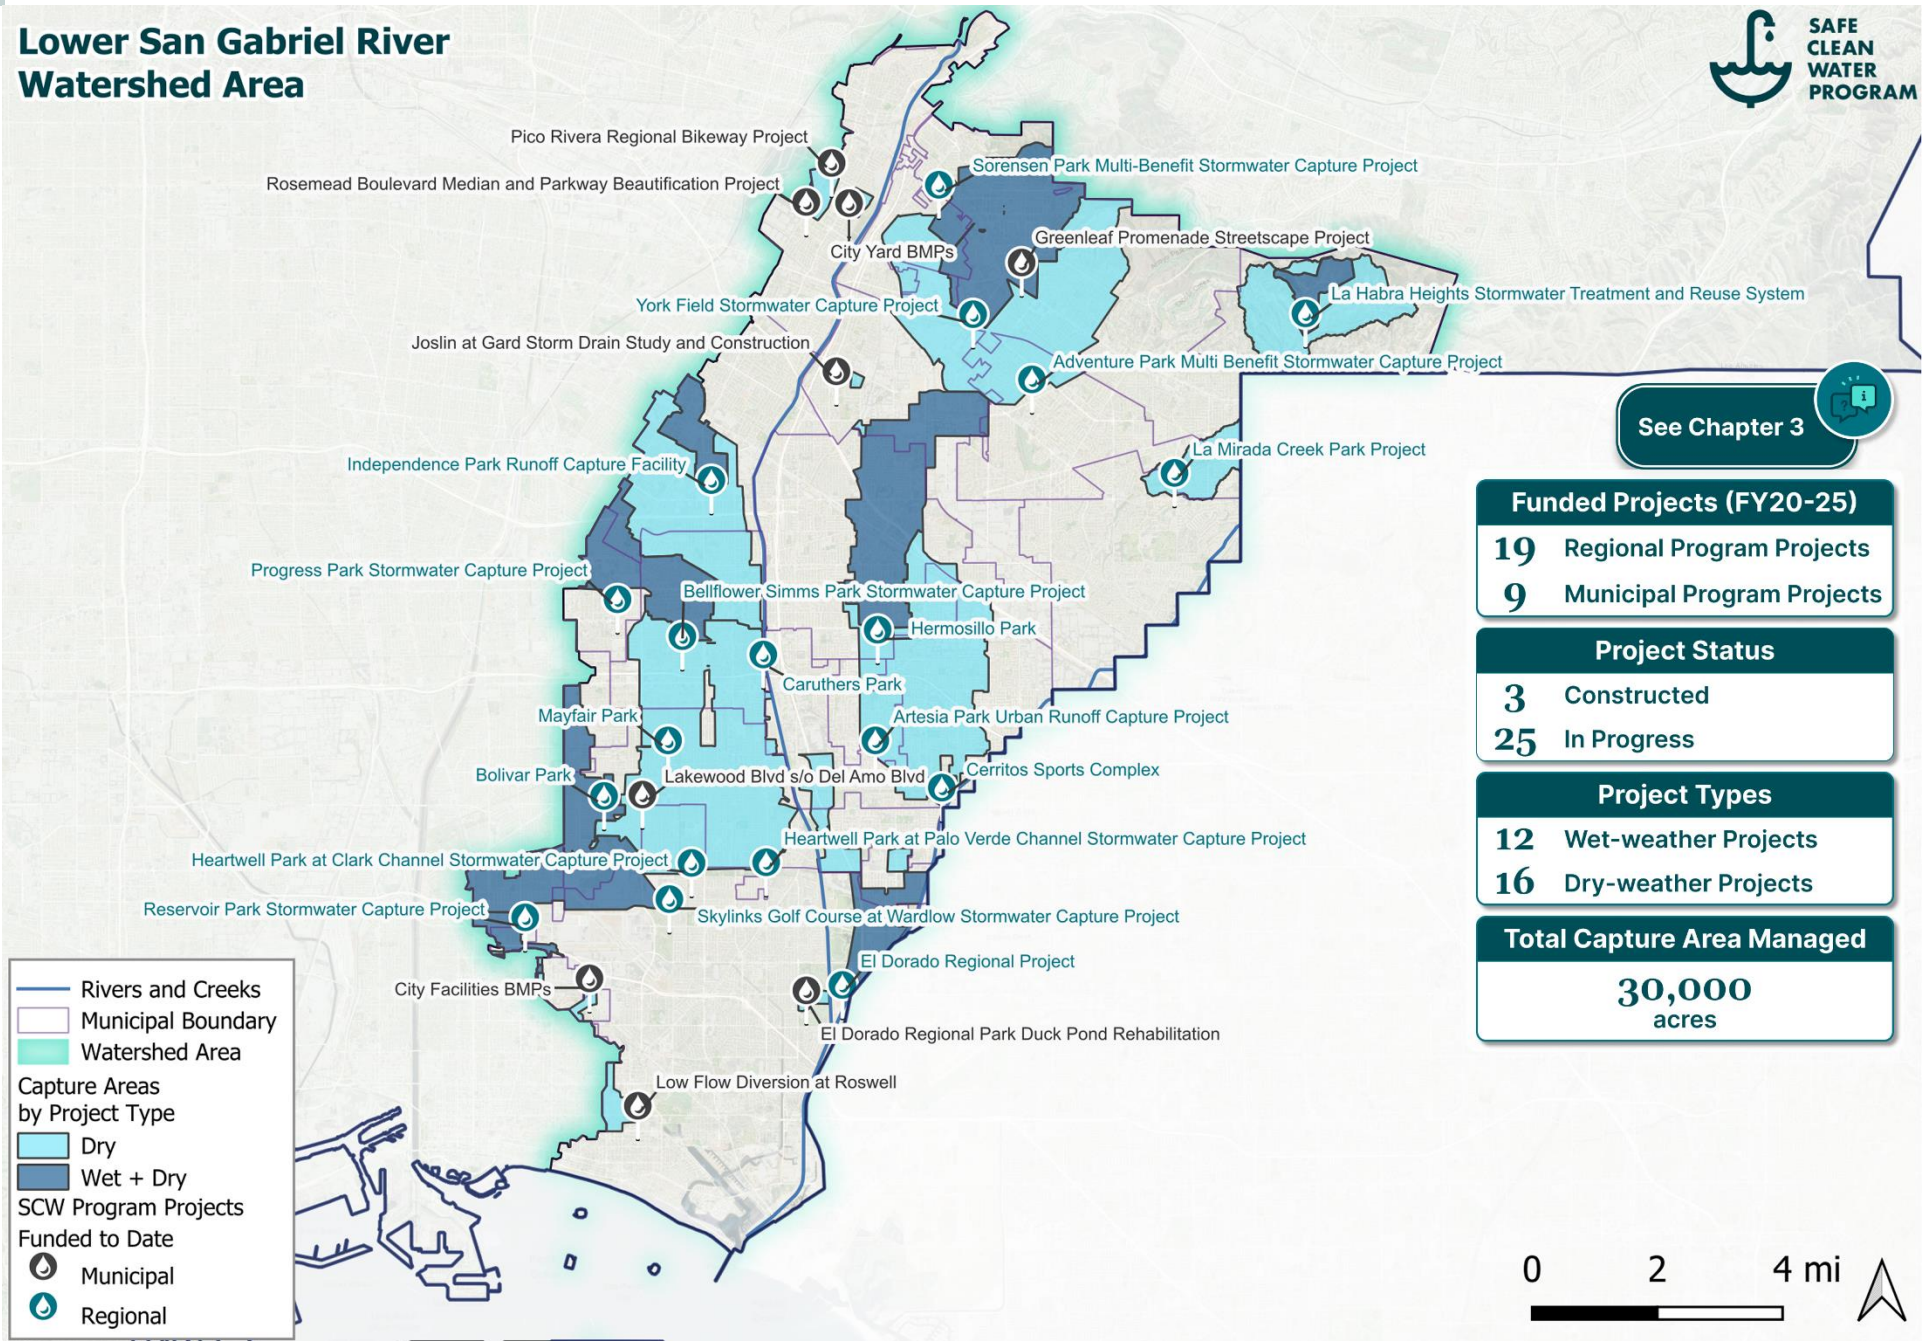 Lower San Gabriel River
Watershed Area
SAFE
CLEAN
WATER
PROGRAM
Pico Rivera Regional Bikeway Project
Sorensen Park Multi-Benefit Stormwater Capture Project
Rosemead Boulevard Median and Parkway Beautification Project
Greenleaf Promenade Streetscape Project
City Yard BMPs
La Habra Heights Stormwater Treatment and Reuse System
York Field Stormwater Capture Project
Joslin at Gard Storm Drain Study and Construction
Adventure Park Multi Benefit Stormwater Capture Project
See Chapter 3
La Mirada Creek Park Project
Independence Park Runoff Capture Facility
Funded Projects (FY20-25)
19 Regional Program Projects
9 Municipal Program Projects
Progress Park Stormwater Capture Project
Bellflower Simms Park Stormwater Capture Project
Hermosillo Park
Project Status
3 Constructed
25 In Progress
Caruthers Park
Mayfair Park
Artesia Park Urban Runoff Capture Project
Bolivar Park
Lakewood Blvd s/o Del Amo Blvd
Cerritos Sports Complex
Project Types
12 Wet-weather Projects
16 Dry-weather Projects
Heartwell Park at Palo Verde Channel Stormwater Capture Project
Heartwell Park at Clark Channel Stormwater Capture Project
Reservoir Park Stormwater Capture Project
Skylinks Golf Course at Wardlow Stormwater Capture Project
Total Capture Area Managed
30,000
acres
El Dorado Regional Project
City Facilities BMPs
El Dorado Regional Park Duck Pond Rehabilitation
Low Flow Diversion at Roswell
Rivers and Creeks
Municipal Boundary
Watershed Area
Capture Areas
by Project Type
Dry
Wet + Dry
SCW Program Projects
Funded to Date
Municipal
Regional
0 2 4 mi